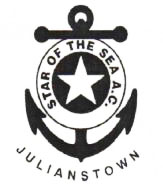 STAR OF THE SEA A.C.
JULIANSTOWN